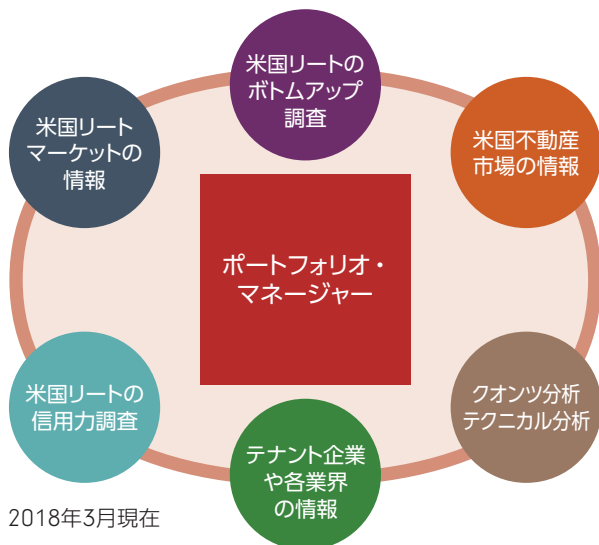 米国リートの
ボトムアップ
調査
米国リート
マーケットの
情報
米国不動産
市場の情報
ポートフォリオ・
マネージャー
米国リートの
信用力調査
クオンツ分析
テクニカル分析
テナント企業
や各業界
の情報
2018年3月現在